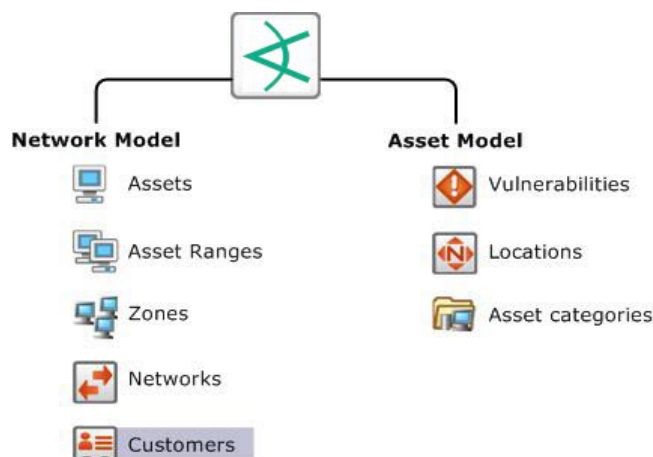 Network Model
Assets
Asset Ranges
Zones
Networks
Customers
Asset Model
Vulnerabilities
N
Locations
Asset categories